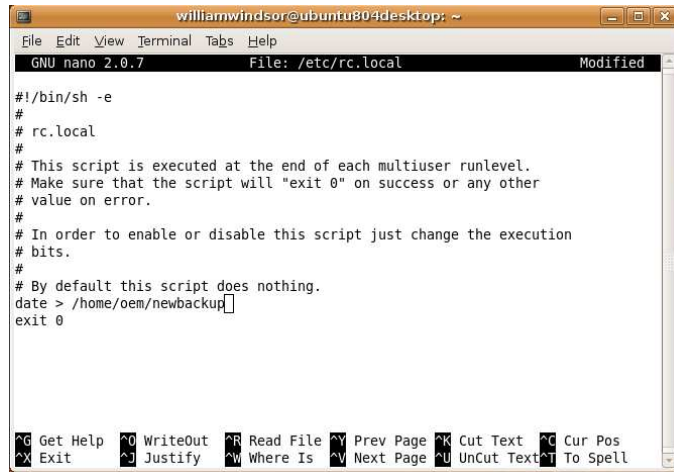 williamwindsor@ubuntu804desktop: ~
File Edit View Terminal Tabs Help
GNU nano 2.0.7 File: /etc/rc.local Modified
#!/bin/sh -e
#
# rc.local
#
# This script is executed at the end of each multiuser runlevel.
# Make sure that the script will "exit 0" on success or any other
# value on error.
#
# In order to enable or disable this script just change the execution
# bits.
#
# By default this script does nothing.
date > /home/oem/newbackup
exit 0
^G Get Help ^O WriteOut ^R Read File ^Y Prev Page ^K Cut Text ^C Cur Pos
^X Exit ^J Justify ^W Where Is ^V Next Page ^U UnCut Text ^T To Spell